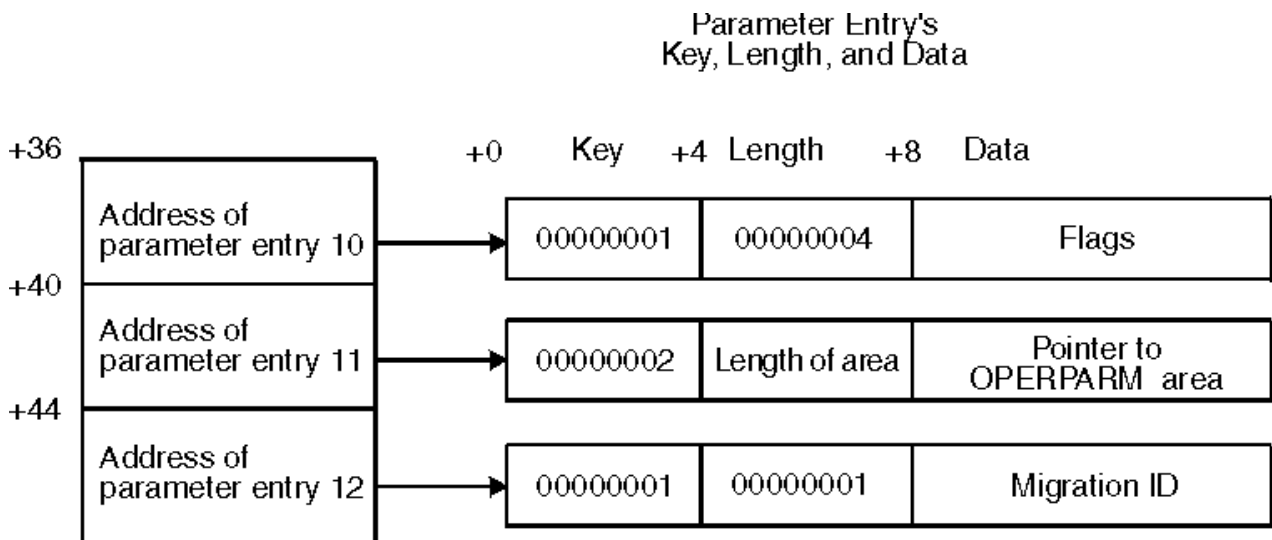 Parameter Entry's
Key, Length, and Data
+36
+0 Key +4 Length +8 Data
Address of
parameter entry 10
00000001 00000004 Flags
+40
Address of
parameter entry 11
00000002 Length of area Pointer to
OPERPARM area
+44
Address of
parameter entry 12
00000001 00000001 Migration ID